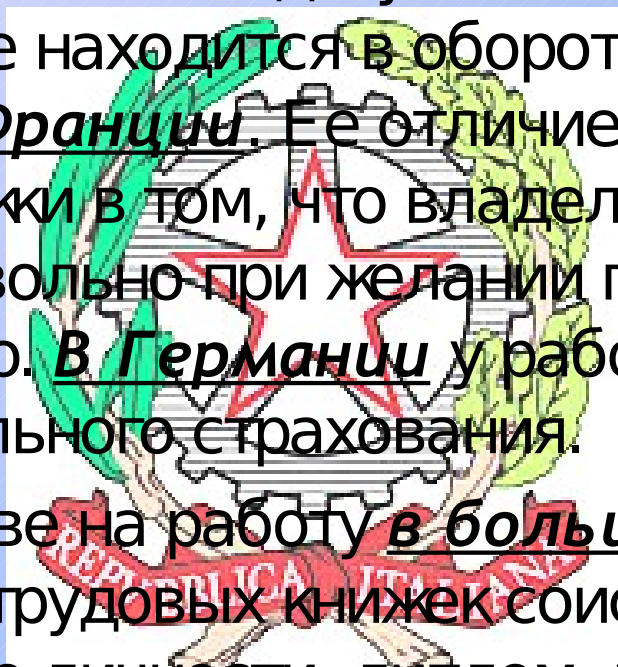 е находится в оборот
Франции. Ее отличие
жки в том, что владел
вольно при желании п
о. В Германии у рабо
льного страхования.
ве на работу в больш
REPUBBLICA ITALIANA
трудовых книжек соис